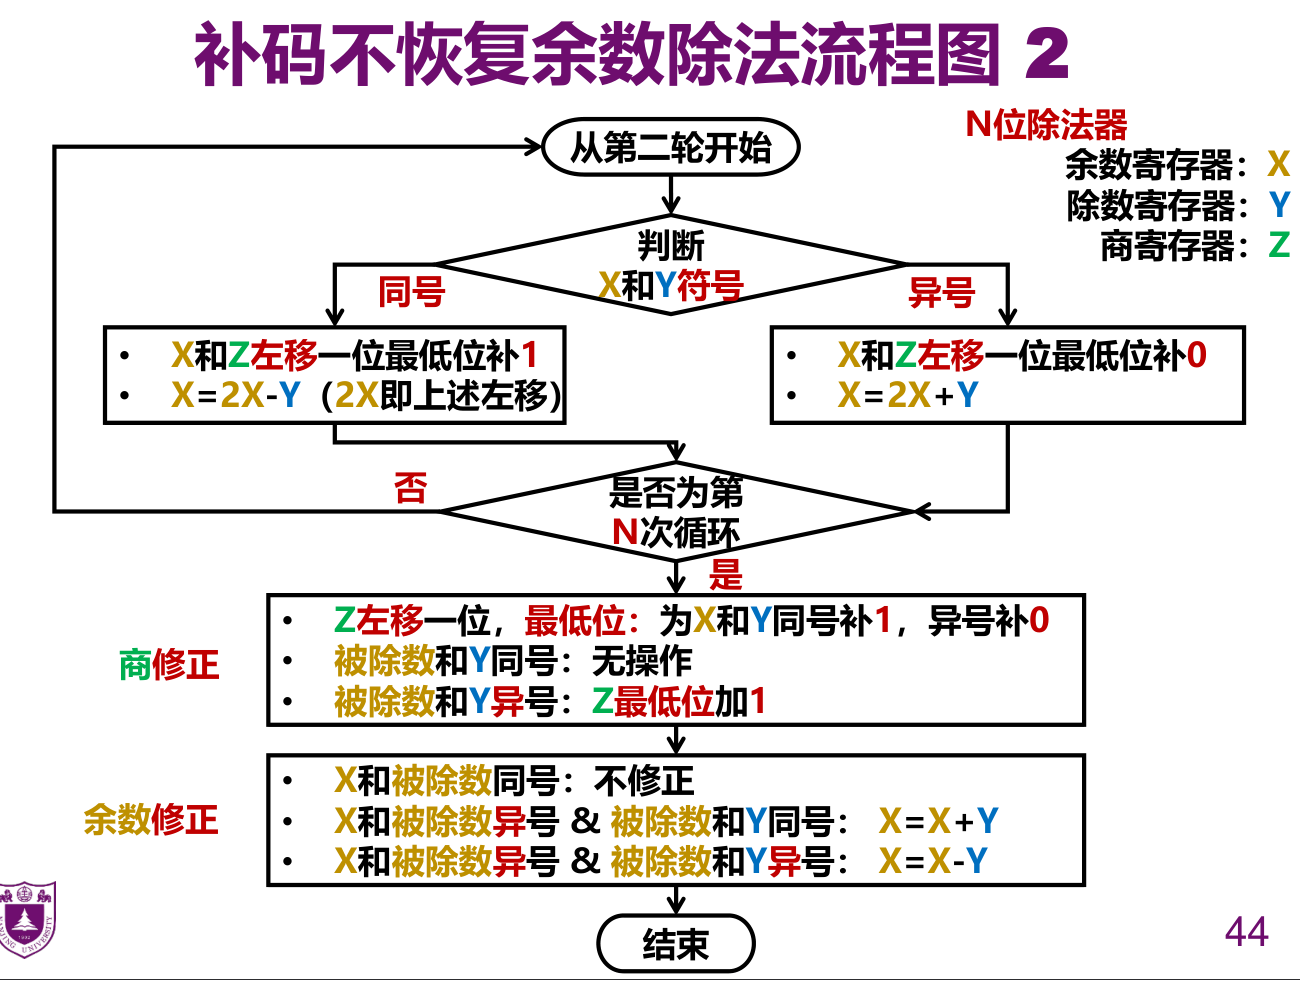 补码不恢复余数除法流程图 2
N位除法器
余数寄存器：X
除数寄存器：Y
商寄存器：Z
从第二轮开始
判断
X和Y符号
同号
异号
• X和Z左移一位最低位补1
• X=2X-Y（2X即上述左移）
• X和Z左移一位最低位补0
• X=2X+Y
是否为第
N次循环
否
是
商修正
• Z左移一位，最低位：为X和Y同号补1，异号补0
• 被除数和Y同号：无操作
• 被除数和Y异号：Z最低位加1
余数修正
• X和被除数同号：不修正
• X和被除数异号 & 被除数和Y同号： X=X+Y
• X和被除数异号 & 被除数和Y异号： X=X-Y
结束
NANJING UNIVERSITY
44